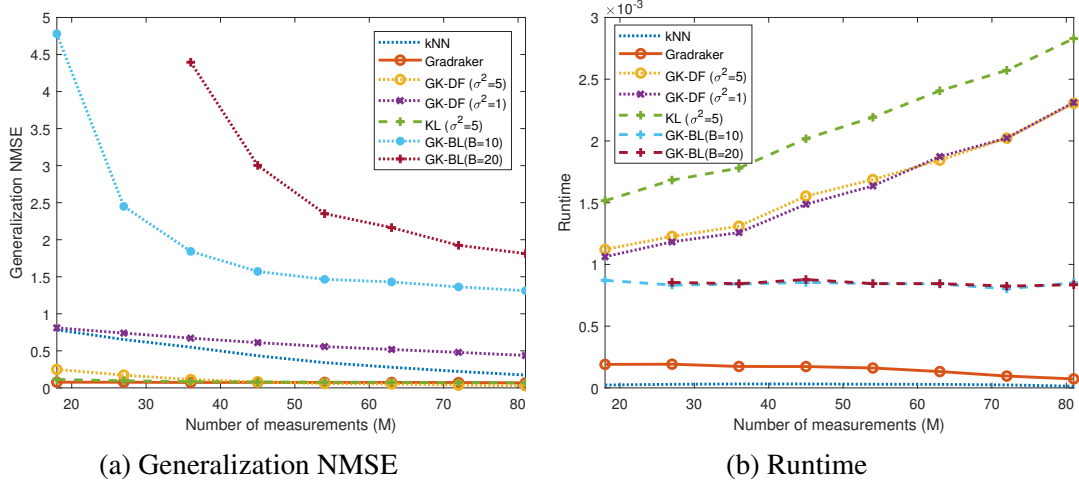 5
4.5
4
3.5
3
2.5
2
1.5
1
0.5
0
Generalization NMSE
kNN
Gradraker
GK-DF (σ²=5)
GK-DF (σ²=1)
KL (σ²=5)
GK-BL(B=10)
GK-BL(B=20)
20 30 40 50 60 70 80
Number of measurements (M)
(a) Generalization NMSE
×10⁻³
3
2.5
2
1.5
1
0.5
0
Runtime
kNN
Gradraker
GK-DF (σ²=5)
GK-DF (σ²=1)
KL (σ²=5)
GK-BL(B=10)
GK-BL(B=20)
20 30 40 50 60 70 80
Number of measurements (M)
(b) Runtime